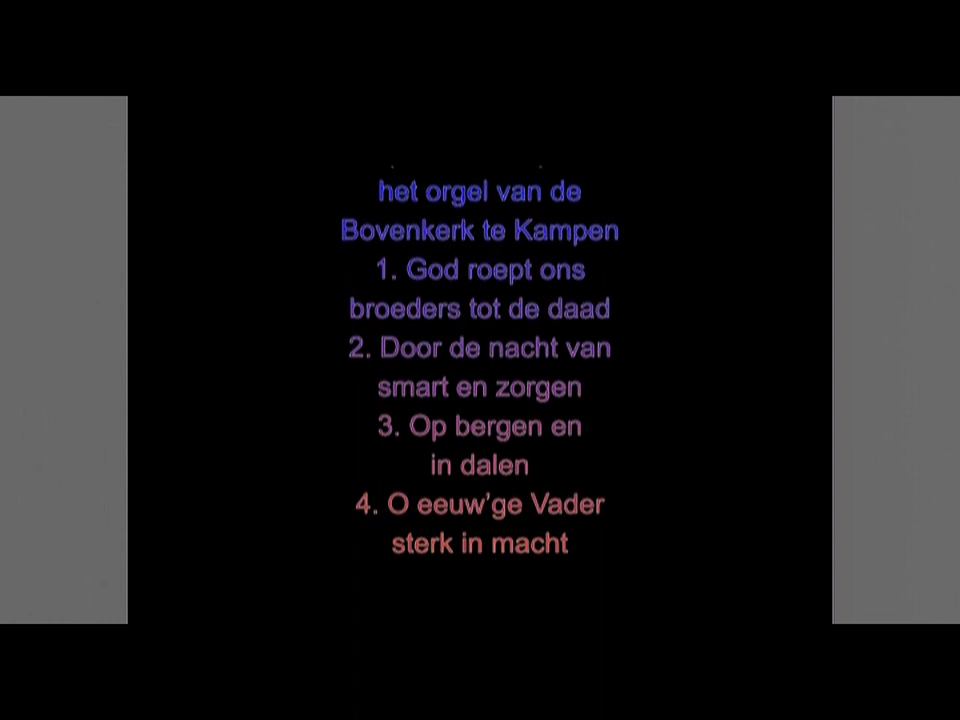 het orgel van de
Bovenkerk te Kampen
1. God roept ons
broeders tot de daad
2. Door de nacht van
smart en zorgen
3. Op bergen en
in dalen
4. O eeuw’ge Vader
sterk in macht